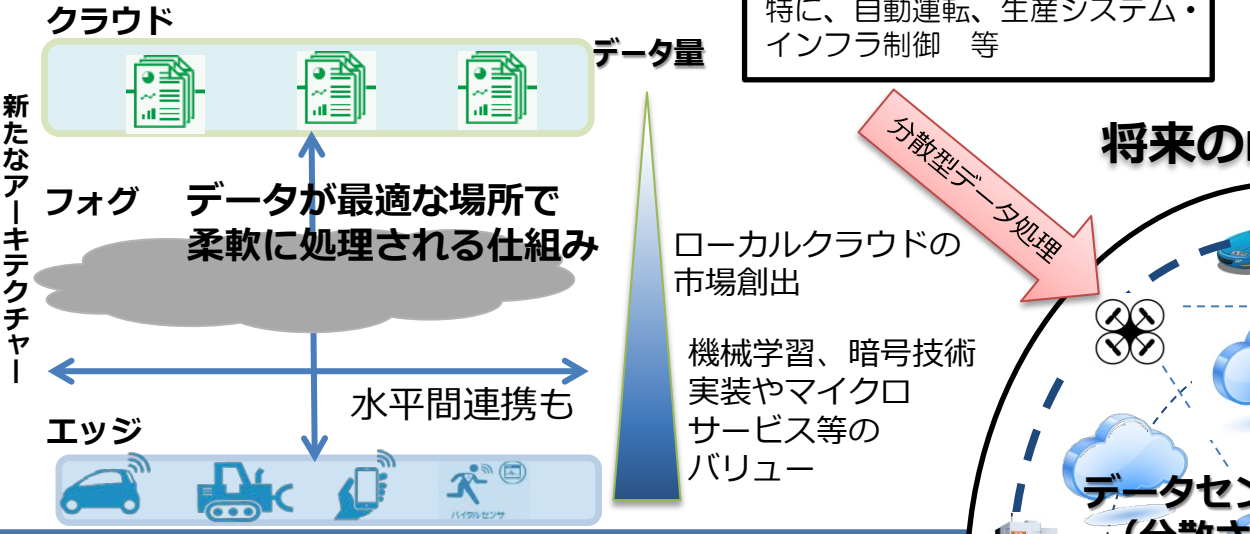 クラウド
特に、自動運転、生産システム・
インフラ制御　等
データ量
新たなアーキテクチャー
分散型データ処理
将来の
フォグ
データが最適な場所で
柔軟に処理される仕組み
ローカルクラウドの
市場創出
機械学習、暗号技術
実装やマイクロ
サービス等の
バリュー
水平間連携も
エッジ
バイタルセンサ
データセン
（分散さ